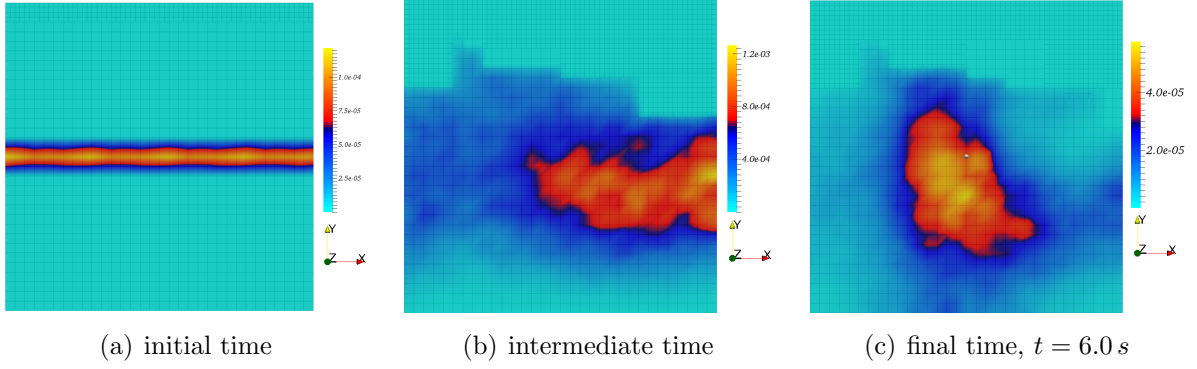 1.0e-04
7.5e-05
5.0e-05
2.5e-05
Y
Z
X
1.2e-03
8.0e-04
4.0e-04
Y
Z
X
4.0e-05
2.0e-05
Y
Z
X
(a) initial time
(b) intermediate time
(c) final time, t = 6.0 s